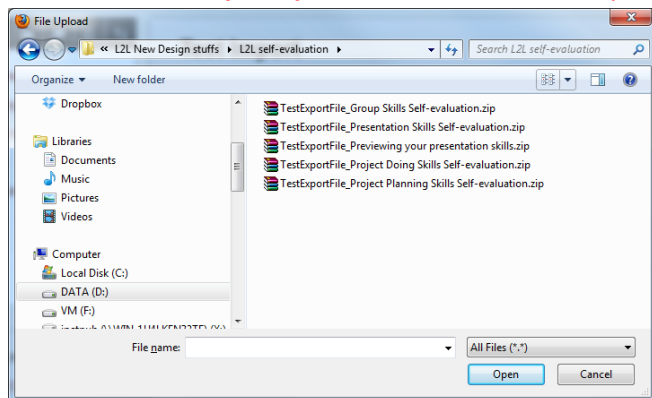 File Upload
« L2L New Design stuffs
L2L self-evaluation
Search L2L self-evaluation
Organize
New folder
Dropbox
Libraries
Documents
Music
Pictures
Videos
Computer
Local Disk (C:)
DATA (D:)
VM (F:)
TestExportFile_Group Skills Self-evaluation.zip
TestExportFile_Presentation Skills Self-evaluation.zip
TestExportFile_Previewing your presentation skills.zip
TestExportFile_Project Doing Skills Self-evaluation.zip
TestExportFile_Project Planning Skills Self-evaluation.zip
File name:
All Files (*.*)
Open
Cancel